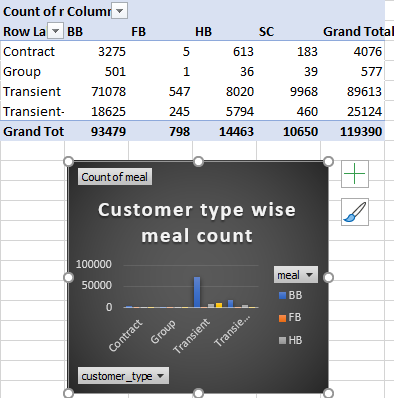 Count of r Column
Row La BB FB HB SC Grand Total
Contract 3275 5 613 183 4076
Group 501 1 36 39 577
Transient 71078 547 8020 9968 89613
Transient- 18625 245 5794 460 25124
Grand Tot 93479 798 14463 10650 119390
Count of meal
Customer type wise
meal count
100000
50000
0
Contract
Group
Transient
Transie...
meal
BB
FB
HB
customer_type